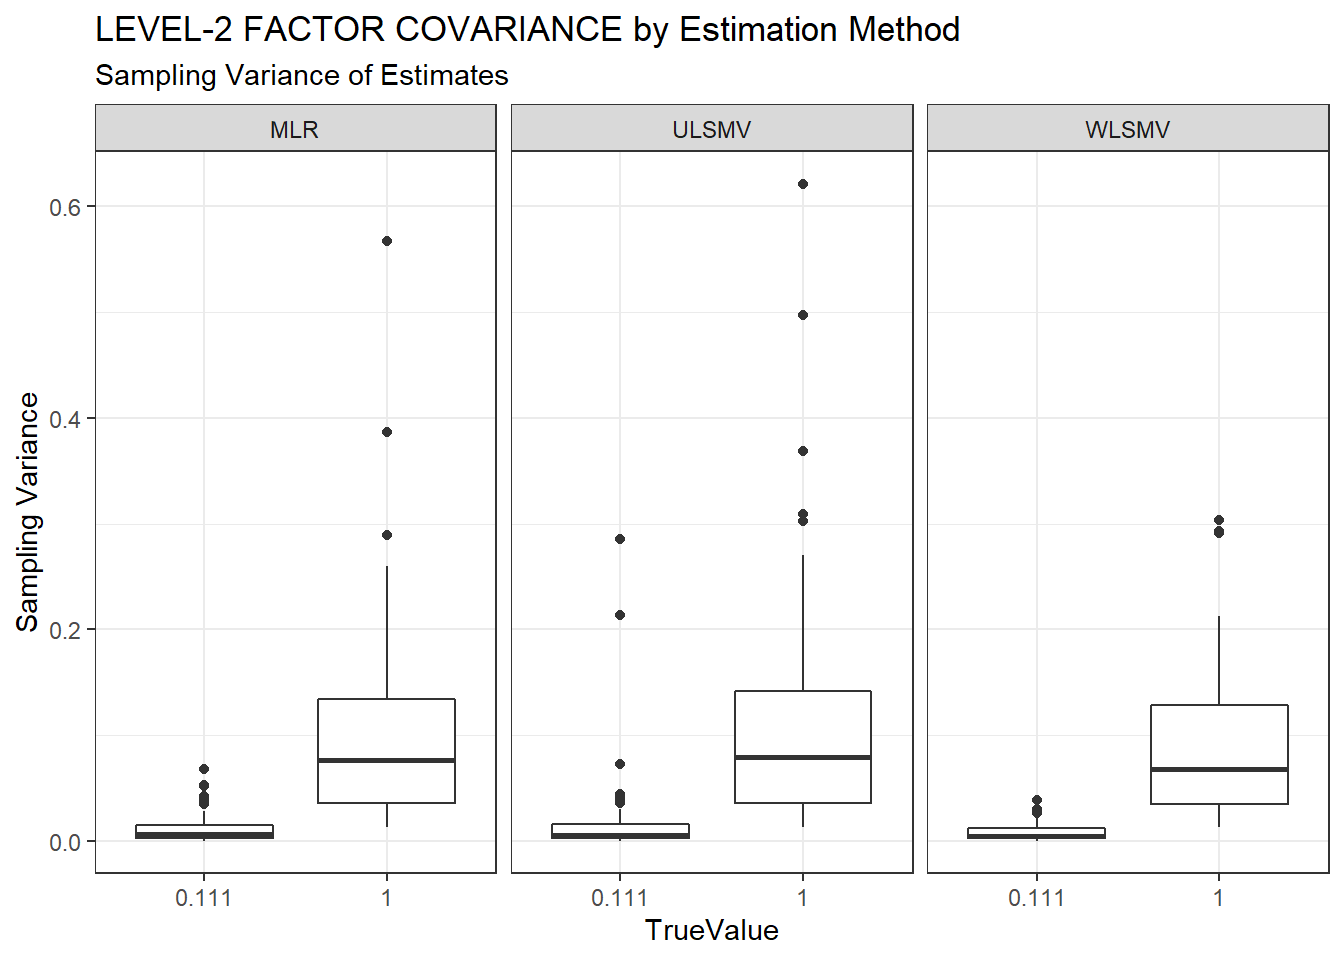 LEVEL-2 FACTOR COVARIANCE by Estimation Method
Sampling Variance of Estimates
MLR
ULSMV
WLSMV
Sampling Variance
0.6
0.4
0.2
0.0
0.111
1
0.111
1
0.111
1
TrueValue